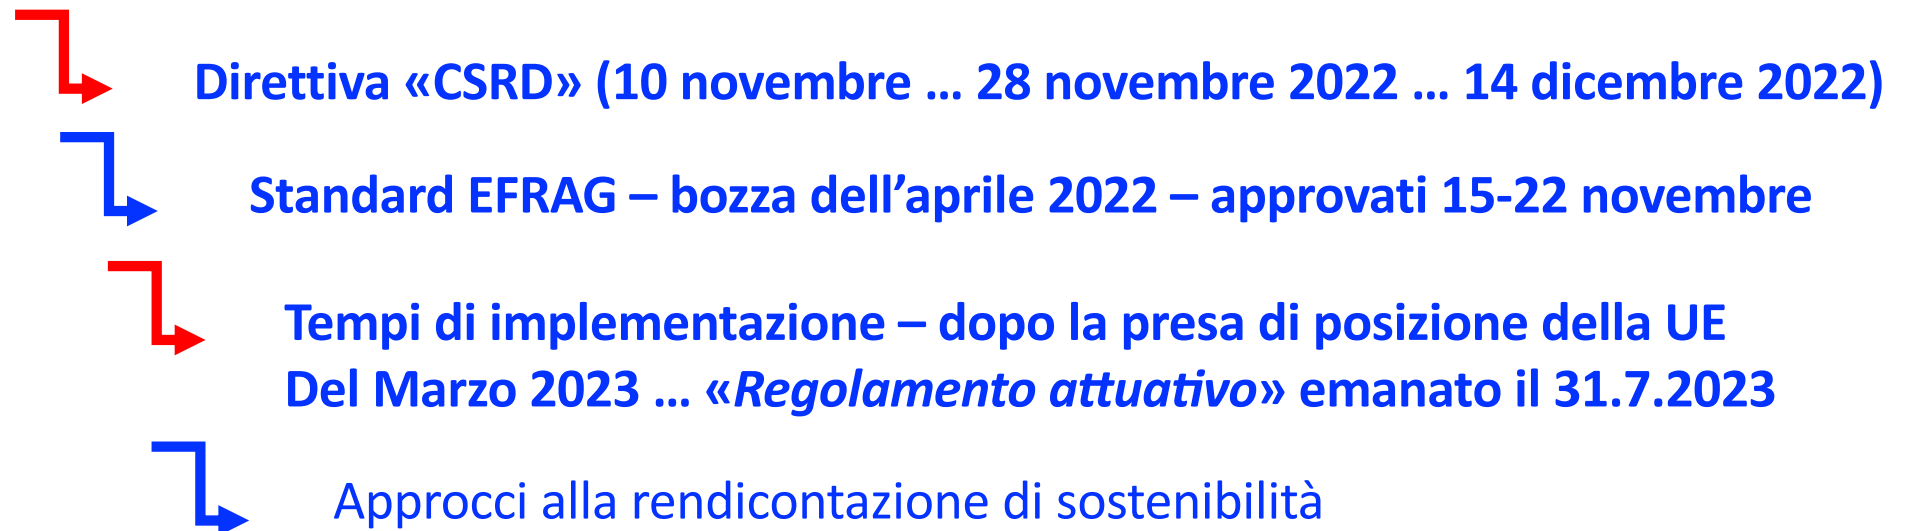 Direttiva «CSRD» (10 novembre … 28 novembre 2022 … 14 dicembre 2022)
Standard EFRAG – bozza dell’aprile 2022 – approvati 15-22 novembre
Tempi di implementazione – dopo la presa di posizione della UE
Del Marzo 2023 … «Regolamento attuativo» emanato il 31.7.2023
Approcci alla rendicontazione di sostenibilità